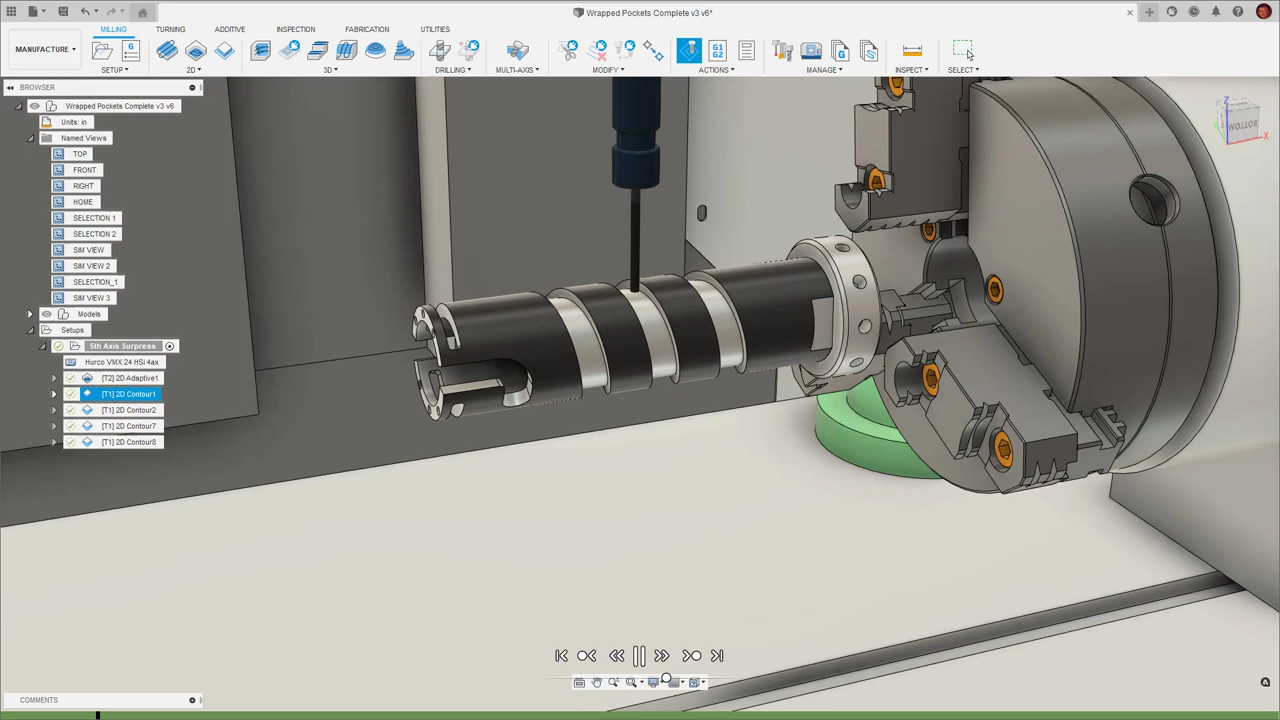 Wrapped Pockets Complete v3 v6*
MILLING TURNING ADDITIVE INSPECTION FABRICATION UTILITIES
MANUFACTURE
G G1 G2 G
SETUP 2D 3D DRILLING MULTI-AXIS MODIFY ACTIONS MANAGE INSPECT SELECT
BROWSER
Wrapped Pockets Complete v3 v6
Units: in
Named Views
TOP
FRONT
RIGHT
HOME
SELECTION 1
SELECTION 2
SIM VIEW
SIM VIEW 2
SELECTION_1
SIM VIEW 3
Models
Setups
5th Axis Surpress
Hurco VMX 24 HSi 4ax
[T2] 2D Adaptive1
[T1] 2D Contour1
[T1] 2D Contour2
[T1] 2D Contour7
[T1] 2D Contour8
Z
BOTTOM
X
COMMENTS